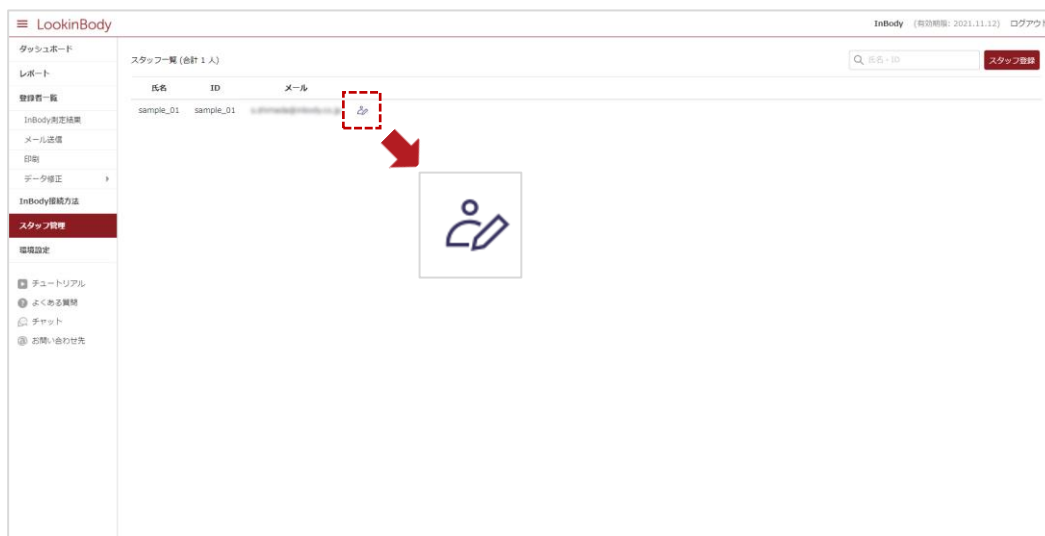 LookinBody
InBody (有効期限: 2021.11.12) ログアウト
ダッシュボード
レポート
登録者一覧
InBody測定結果
メール送信
印刷
データ修正
InBody接続方法
スタッフ管理
環境設定
チュートリアル
よくある質問
チャット
お問い合わせ先
スタッフ一覧 (合計 1 人)
氏名・ID
スタッフ登録
氏名 ID メール
sample_01 sample_01